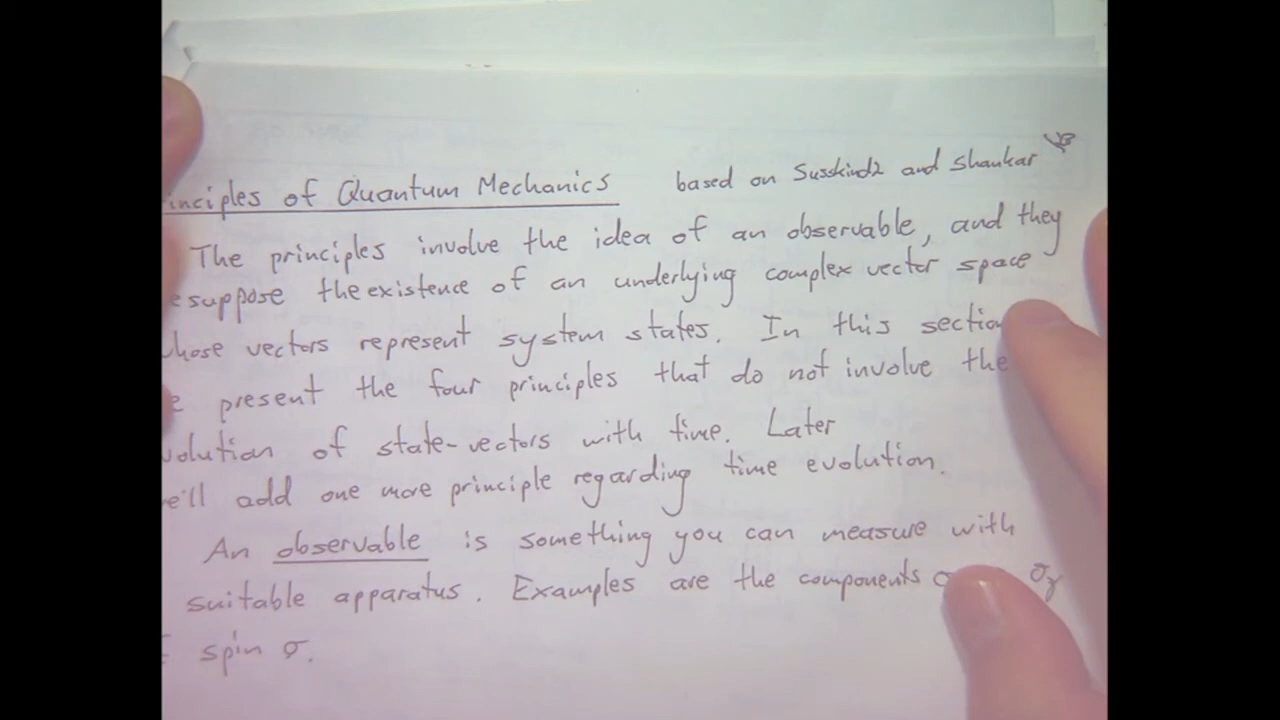 inciples of Quantum Mechanics based on Susskind2 and Shankar
The principles involve the idea of an observable, and they
esuppose the existence of an underlying complex vector space
hose vectors represent system states. In this sectio
e present the four principles that do not involve the
volution of state-vectors with time. Later
e'll add one more principle regarding time evolution.
An observable is something you can measure with
suitable apparatus. Examples are the components σz
spin σ.